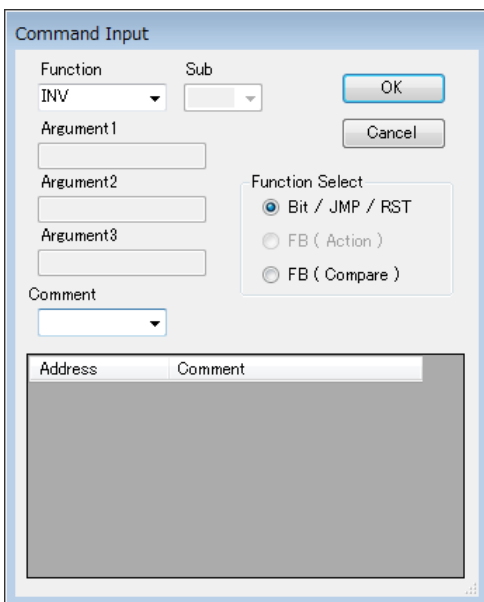 Command Input
Function Sub
INV
OK
Argument1
Cancel
Argument2
Function Select
Bit / JMP / RST
Argument3
FB ( Action )
FB ( Compare )
Comment
Address Comment